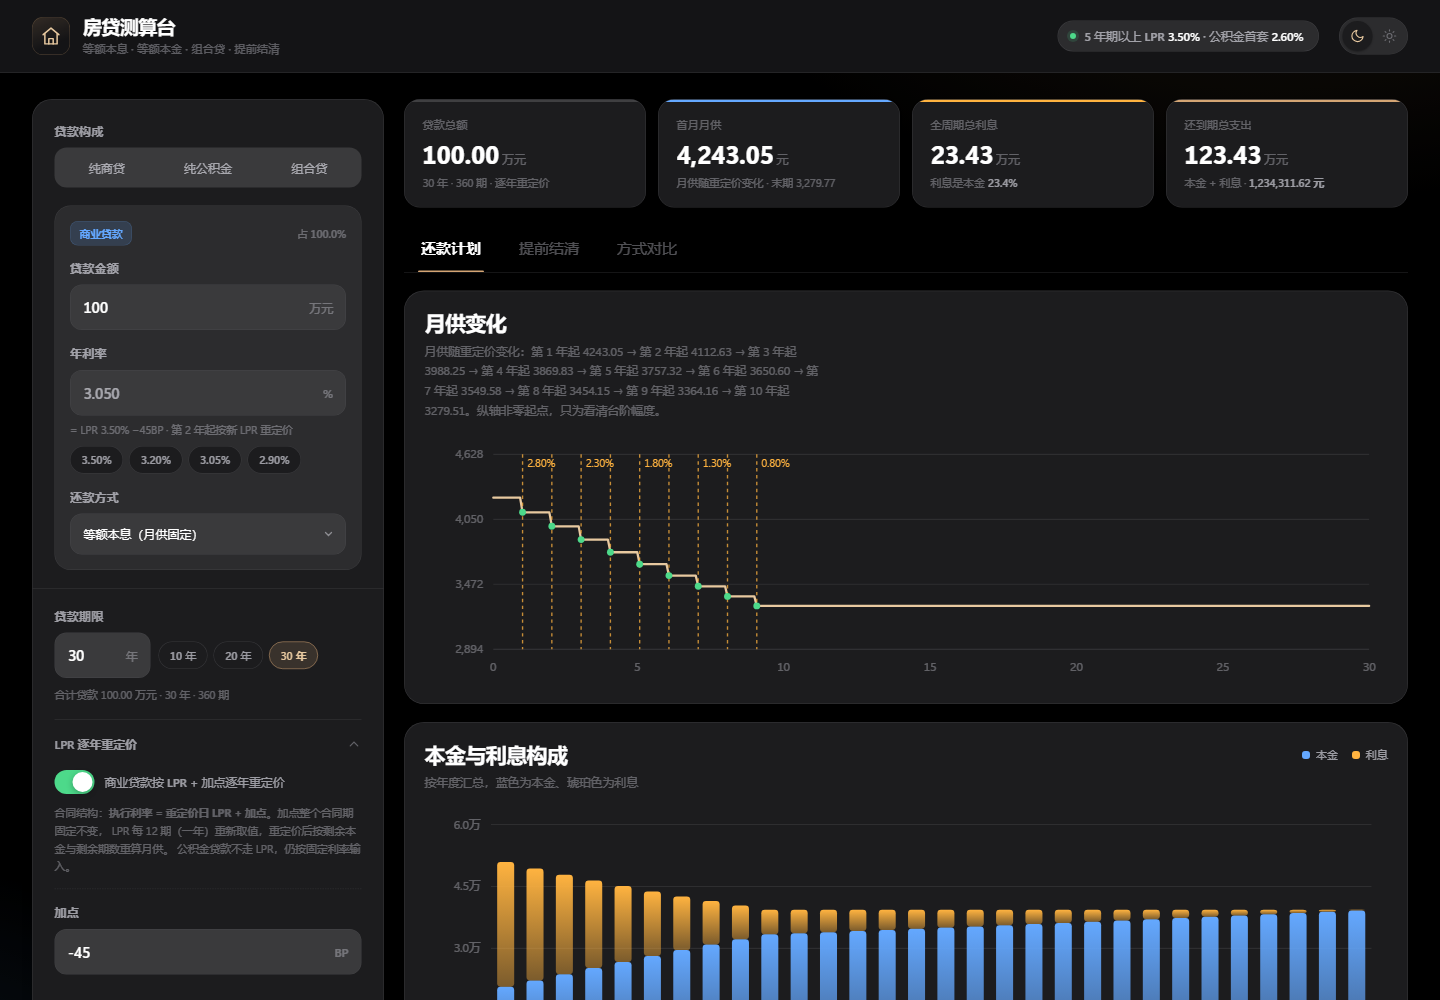 房贷测算台
等额本息 · 等额本金 · 组合贷 · 提前结清
5 年期以上 LPR 3.50% · 公积金首套 2.60%
贷款构成
纯商贷 纯公积金 组合贷
商业贷款 占 100.0%
贷款金额
100 万元
年利率
3.050 %
= LPR 3.50% −45BP · 第 2 年起按新 LPR 重定价
3.50% 3.20% 3.05% 2.90%
还款方式
等额本息（月供固定）
贷款期限
30 年 10 年 20 年 30 年
合计贷款 100.00 万元 · 30 年 · 360 期
LPR 逐年重定价
商业贷款按 LPR + 加点逐年重定价
合同结构：执行利率 = 重定价日 LPR + 加点。加点整个合同期
固定不变， LPR 每 12 期（一年）重新取值，重定价后按剩余本
金与剩余期数重算月供。 公积金贷款不走 LPR，仍按固定利率输
入。
加点
-45 BP
贷款总额
100.00 万元
30 年 · 360 期 · 逐年重定价
首月月供
4,243.05 元
月供随重定价变化 · 末期 3,279.77
全周期总利息
23.43 万元
利息是本金 23.4%
还到期总支出
123.43 万元
本金 + 利息 · 1,234,311.62 元
还款计划 提前结清 方式对比
月供变化
月供随重定价变化：第 1 年起 4243.05 → 第 2 年起 4112.63 → 第 3 年起
3988.25 → 第 4 年起 3869.83 → 第 5 年起 3757.32 → 第 6 年起 3650.60 → 第
7 年起 3549.58 → 第 8 年起 3454.15 → 第 9 年起 3364.16 → 第 10 年起
3279.51。纵轴非零起点，只为看清台阶幅度。
4,628
2.80% 2.30% 1.80% 1.30% 0.80%
4,050
3,472
2,894
0 5 10 15 20 25 30
本金与利息构成
本金 利息
按年度汇总，蓝色为本金、琥珀色为利息
6.0万
4.5万
3.0万